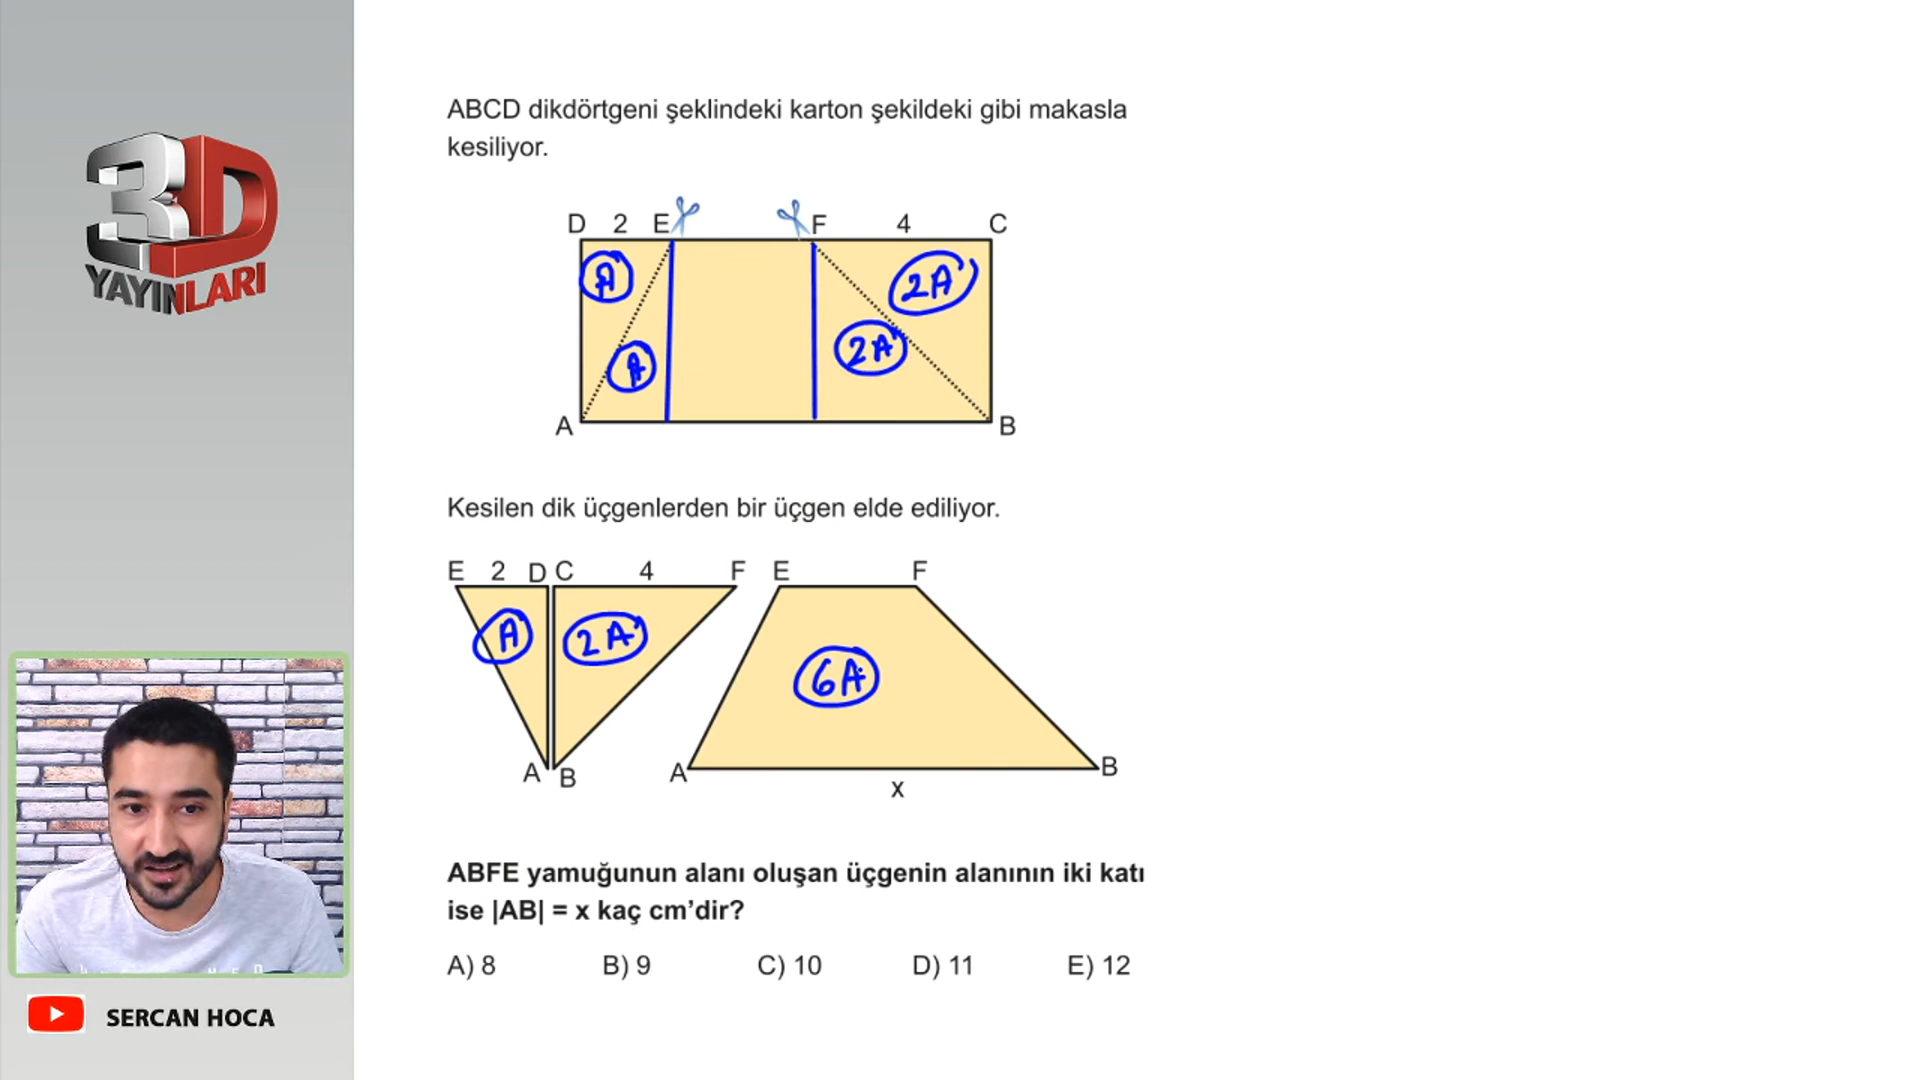 3D
YAYINLARI
ABCD dikdörtgeni şeklindeki karton şekildeki gibi makasla
kesiliyor.
D 2 E F 4 C
A 2A
A 2A
A B
Kesilen dik üçgenlerden bir üçgen elde ediliyor.
E 2 D C 4 F E F
A 2A 6A
A B A B
x
ABFE yamuğunun alanı oluşan üçgenin alanının iki katı
ise |AB| = x kaç cm’dir?
A) 8 B) 9 C) 10 D) 11 E) 12
SERCAN HOCA